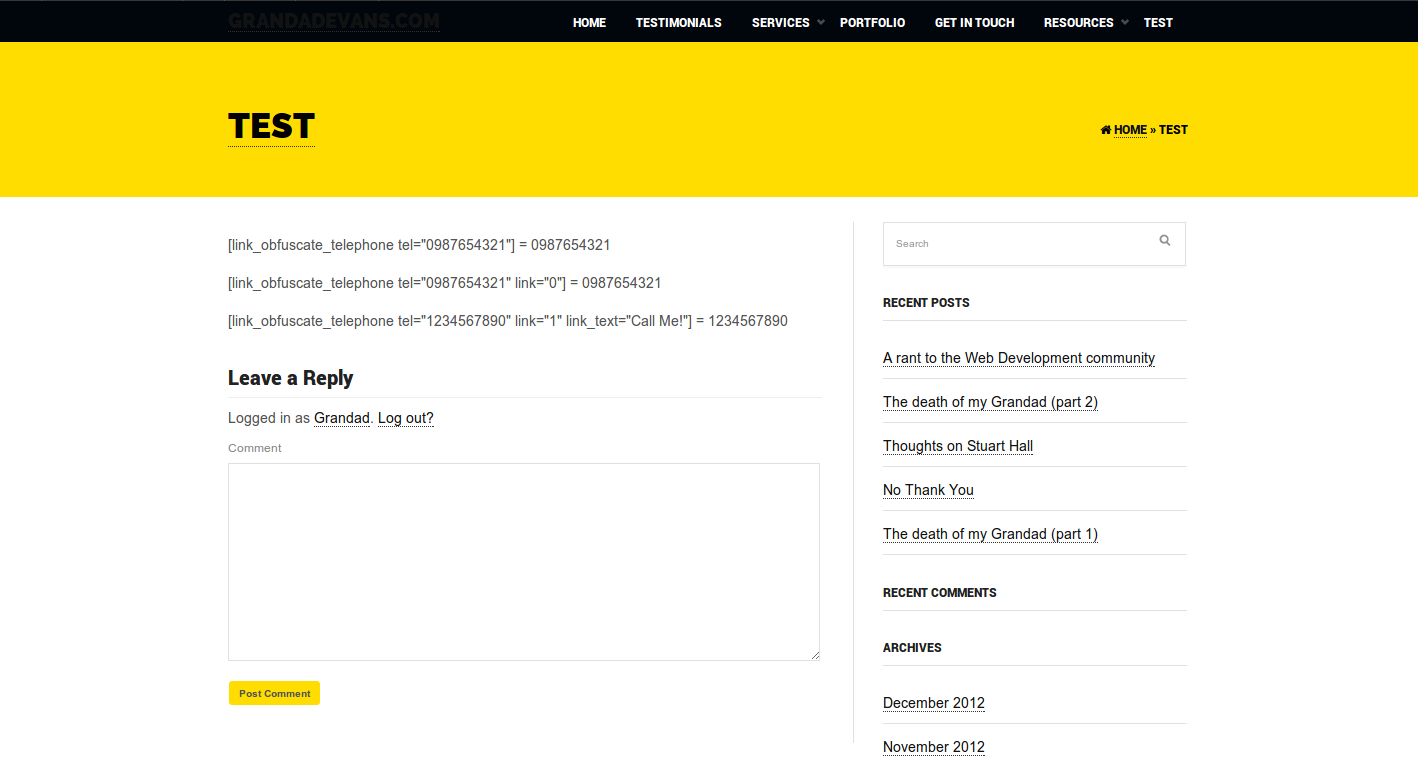 GRANDADEVANS.COM
HOME TESTIMONIALS SERVICES PORTFOLIO GET IN TOUCH RESOURCES TEST
TEST
HOME » TEST
[link_obfuscate_telephone tel="0987654321"] = 0987654321
[link_obfuscate_telephone tel="0987654321" link="0"] = 0987654321
[link_obfuscate_telephone tel="1234567890" link="1" link_text="Call Me!"] = 1234567890
Leave a Reply
Logged in as Grandad. Log out?
Comment
Post Comment
Search
RECENT POSTS
A rant to the Web Development community
The death of my Grandad (part 2)
Thoughts on Stuart Hall
No Thank You
The death of my Grandad (part 1)
RECENT COMMENTS
ARCHIVES
December 2012
November 2012